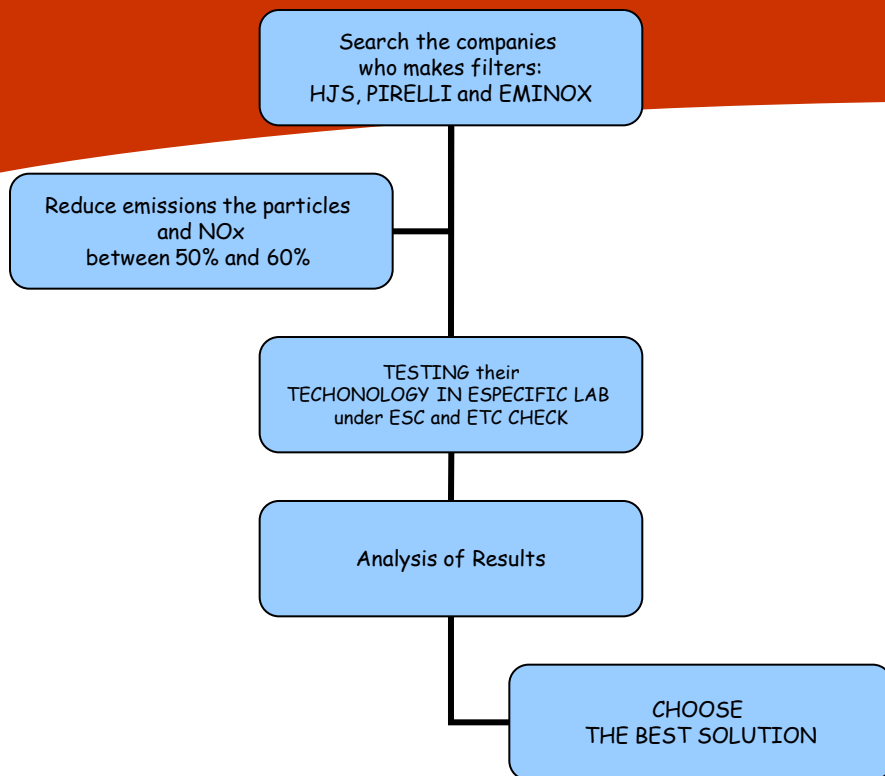 Search the companies
who makes filters:
HJS, PIRELLI and EMINOX
Reduce emissions the particles
and NOx
between 50% and 60%
TESTING their
TECHONOLOGY IN ESPECIFIC LAB
under ESC and ETC CHECK
Analysis of Results
CHOOSE
THE BEST SOLUTION